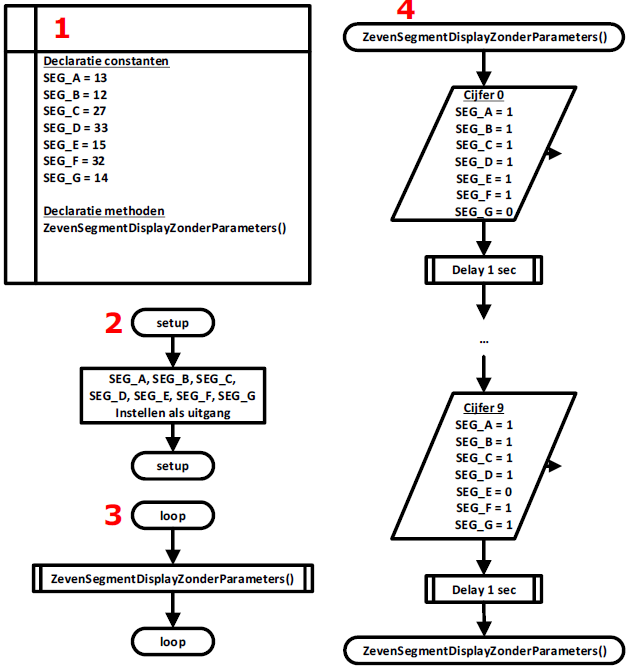 1
Declaratie constanten
SEG_A = 13
SEG_B = 12
SEG_C = 27
SEG_D = 33
SEG_E = 15
SEG_F = 32
SEG_G = 14
Declaratie methoden
ZevenSegmentDisplayZonderParameters()
2
setup
SEG_A, SEG_B, SEG_C,
SEG_D, SEG_E, SEG_F, SEG_G
Instellen als uitgang
setup
3
loop
ZevenSegmentDisplayZonderParameters()
loop
4
ZevenSegmentDisplayZonderParameters()
Cijfer 0
SEG_A = 1
SEG_B = 1
SEG_C = 1
SEG_D = 1
SEG_E = 1
SEG_F = 1
SEG_G = 0
Delay 1 sec
...
Cijfer 9
SEG_A = 1
SEG_B = 1
SEG_C = 1
SEG_D = 1
SEG_E = 0
SEG_F = 1
SEG_G = 1
Delay 1 sec
ZevenSegmentDisplayZonderParameters()